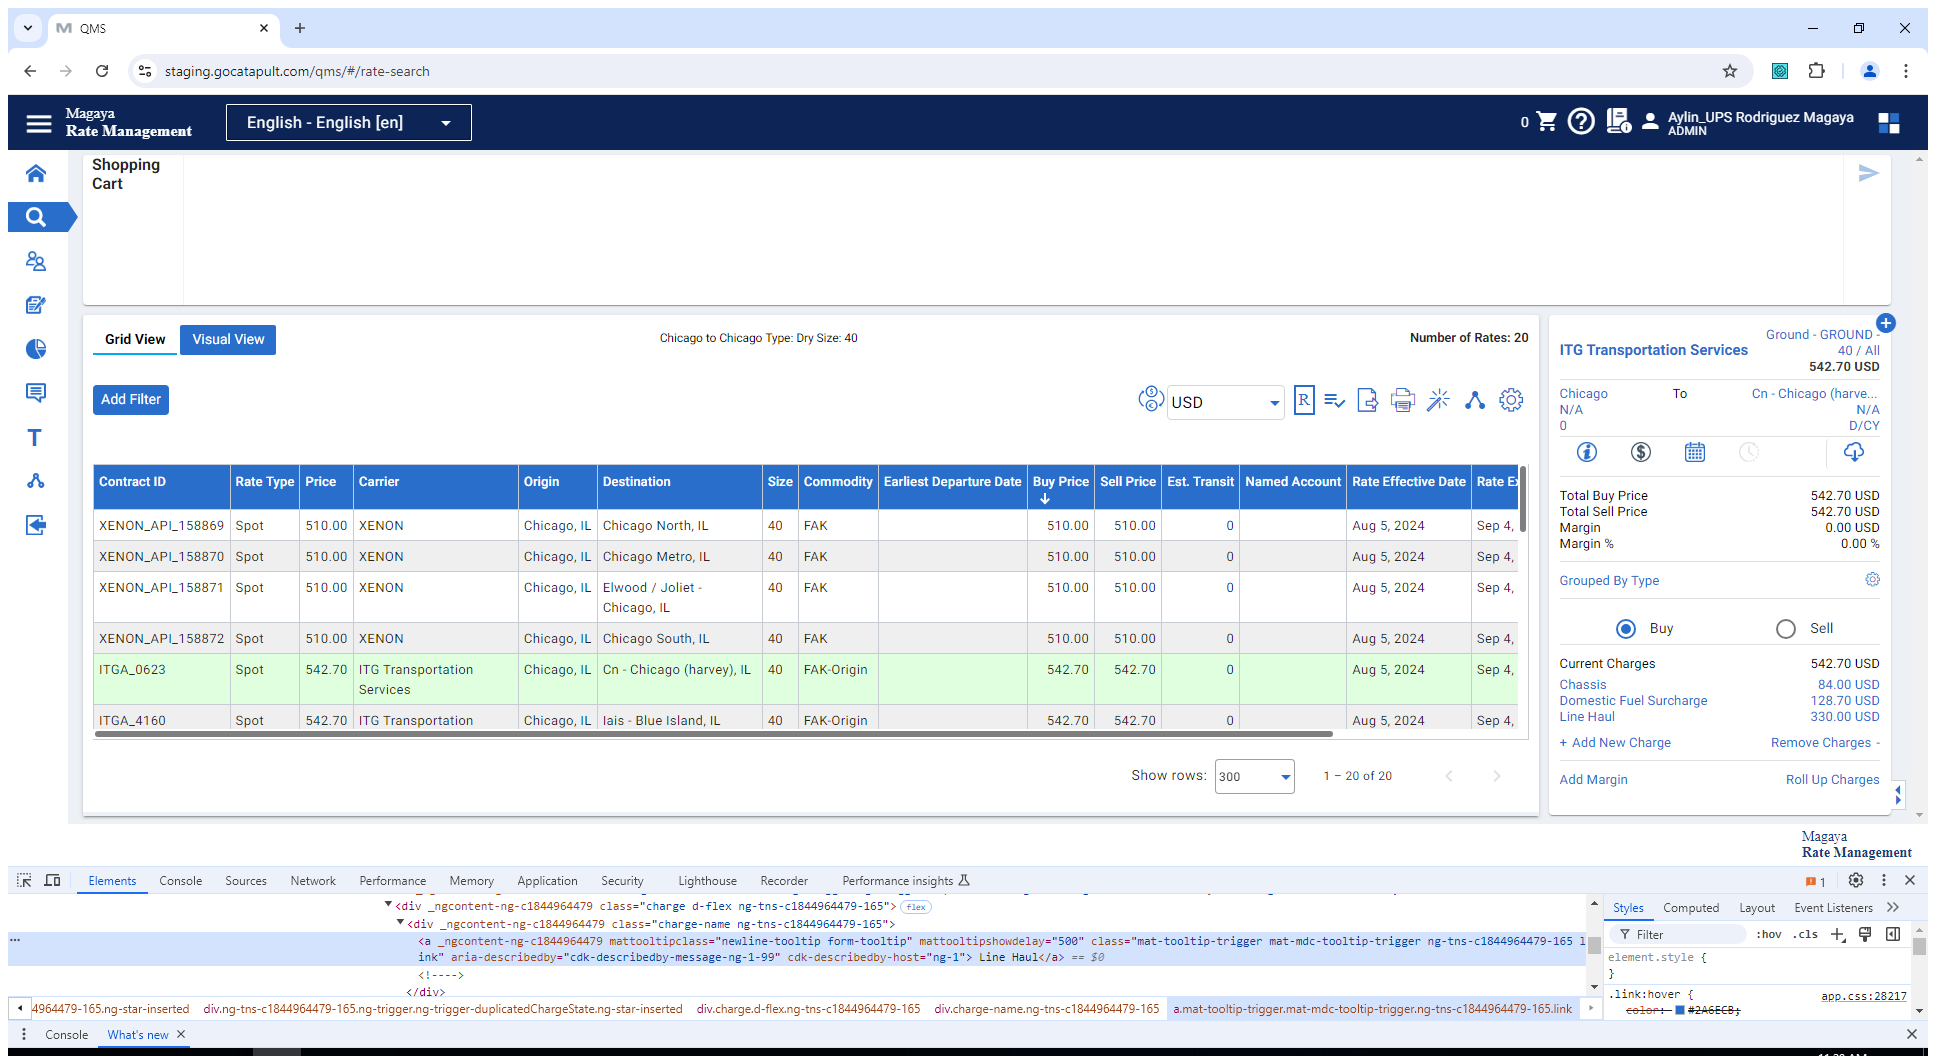 QMS
staging.gocatapult.com/qms/#/rate-search
Magaya
Rate Management
English - English [en]
0
Aylin_UPS Rodriguez Magaya
ADMIN
Shopping
Cart
Grid View
Visual View
Chicago to Chicago Type: Dry Size: 40
Number of Rates: 20
Add Filter
USD
R
Contract ID Rate Type Price Carrier Origin Destination Size Commodity Earliest Departure Date Buy Price Sell Price Est. Transit Named Account Rate Effective Date Rate Ex
XENON_API_158869 Spot 510.00 XENON Chicago, IL Chicago North, IL 40 FAK 510.00 510.00 0 Aug 5, 2024 Sep 4,
XENON_API_158870 Spot 510.00 XENON Chicago, IL Chicago Metro, IL 40 FAK 510.00 510.00 0 Aug 5, 2024 Sep 4,
XENON_API_158871 Spot 510.00 XENON Chicago, IL Elwood / Joliet - 40 FAK 510.00 510.00 0 Aug 5, 2024 Sep 4,
Chicago, IL
XENON_API_158872 Spot 510.00 XENON Chicago, IL Chicago South, IL 40 FAK 510.00 510.00 0 Aug 5, 2024 Sep 4,
ITGA_0623 Spot 542.70 ITG Transportation Chicago, IL Cn - Chicago (harvey), IL 40 FAK-Origin 542.70 542.70 0 Aug 5, 2024 Sep 4,
Services
ITGA_4160 Spot 542.70 ITG Transportation Chicago, IL Iais - Blue Island, IL 40 FAK-Origin 542.70 542.70 0 Aug 5, 2024 Sep 4,
Show rows: 300 1 – 20 of 20
ITG Transportation Services
Ground - GROUND -
40 / All
542.70 USD
Chicago To Cn - Chicago (harve...
N/A N/A
0 D/CY
Total Buy Price 542.70 USD
Total Sell Price 542.70 USD
Margin 0.00 USD
Margin % 0.00 %
Grouped By Type
Buy Sell
Current Charges 542.70 USD
Chassis 84.00 USD
Domestic Fuel Surcharge 128.70 USD
Line Haul 330.00 USD
+ Add New Charge Remove Charges -
Add Margin Roll Up Charges
Magaya
Rate Management
Elements Console Sources Network Performance Memory Application Security Lighthouse Recorder Performance insights 1
<div _ngcontent-ng-c1844964479 class="charge d-flex ng-tns-c1844964479-165"> flex
<div _ngcontent-ng-c1844964479 class="charge-name ng-tns-c1844964479-165">
<a _ngcontent-ng-c1844964479 mattooltipclass="newline-tooltip form-tooltip" mattooltipshowdelay="500" class="mat-tooltip-trigger mat-mdc-tooltip-trigger ng-tns-c1844964479-165 l
ink" aria-describedby="cdk-describedby-message-ng-1-99" cdk-describedby-host="ng-1"> Line Haul</a> == $0
<!---->
</div>
4964479-165.ng-star-inserted div.ng-tns-c1844964479-165.ng-trigger.ng-trigger-duplicatedChargeState.ng-star-inserted div.charge.d-flex.ng-tns-c1844964479-165 div.charge-name.ng-tns-c1844964479-165 a.mat-tooltip-trigger.mat-mdc-tooltip-trigger.ng-tns-c1844964479-165.link
Styles Computed Layout Event Listeners
Filter :hov .cls
element.style {
}
.link:hover { app.css:28217
color: #2A6ECB;
Console What's new